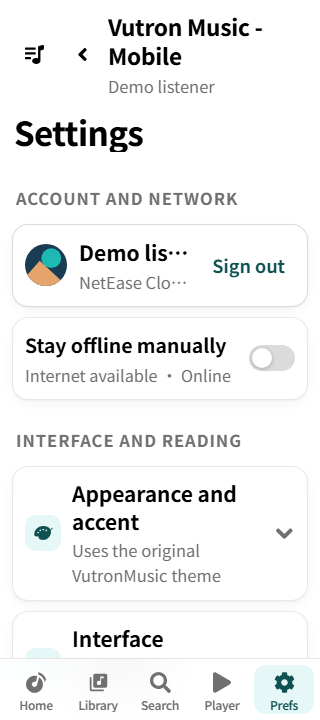 Vutron Music -
Mobile
Demo listener
Settings
ACCOUNT AND NETWORK
Demo lis···
NetEase Clo···
Sign out
Stay offline manually
Internet available • Online
INTERFACE AND READING
Appearance and
accent
Uses the original
VutronMusic theme
Interface
Home
Library
Search
Player
Prefs